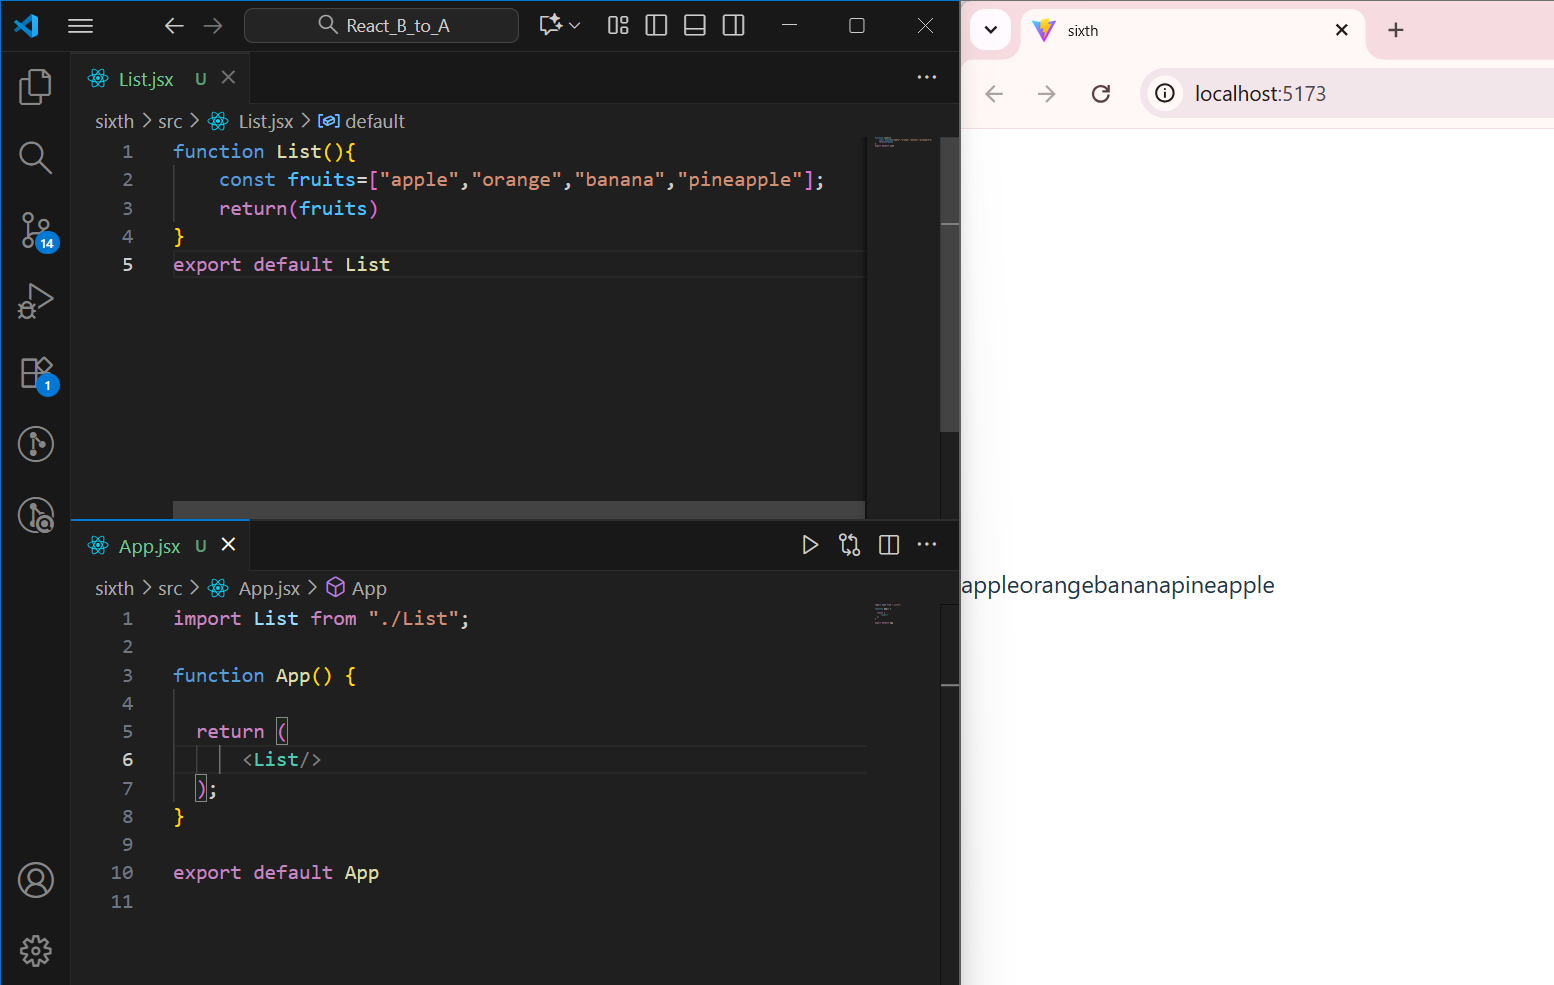 React_B_to_A
List.jsx U
sixth > src > List.jsx > default
1 function List(){
2 const fruits=["apple","orange","banana","pineapple"];
3 return(fruits)
4 }
5 export default List
14
1
App.jsx U
sixth > src > App.jsx > App
1 import List from "./List";
2
3 function App() {
4
5 return (
6 <List/>
7 );
8 }
9
10 export default App
11
sixth
localhost:5173
appleorangebananapineapple